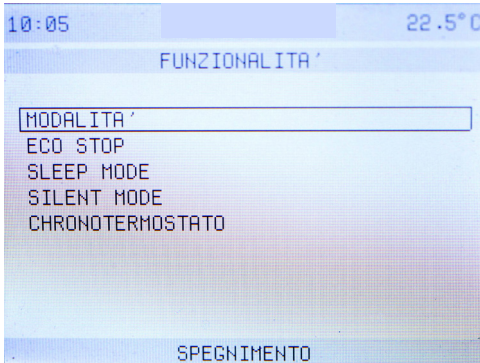 10:05 22.5°C
FUNZIONALITA'
MODALITA'
ECO STOP
SLEEP MODE
SILENT MODE
CHRONOTERMOSTATO
SPEGNIMENTO